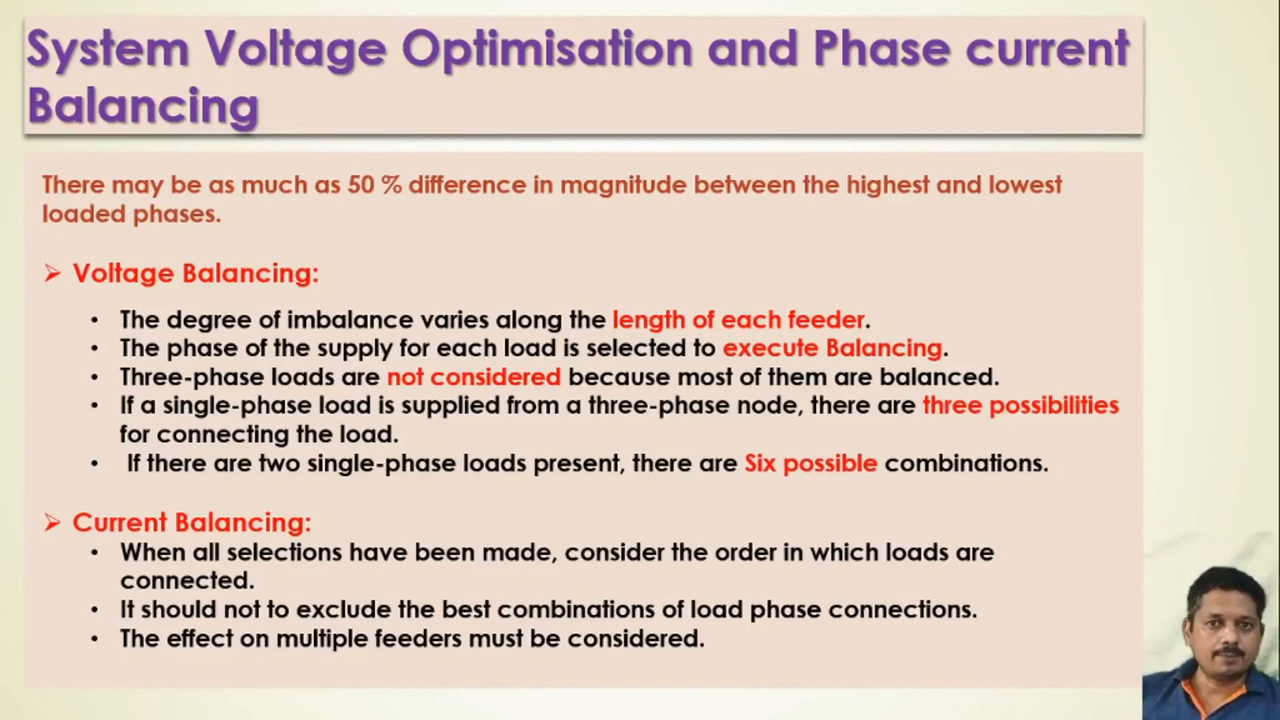 System Voltage Optimisation and Phase current
Balancing
There may be as much as 50 % difference in magnitude between the highest and lowest
loaded phases.
➢ Voltage Balancing:
• The degree of imbalance varies along the length of each feeder.
• The phase of the supply for each load is selected to execute Balancing.
• Three-phase loads are not considered because most of them are balanced.
• If a single-phase load is supplied from a three-phase node, there are three possibilities
for connecting the load.
• If there are two single-phase loads present, there are Six possible combinations.
➢ Current Balancing:
• When all selections have been made, consider the order in which loads are
connected.
• It should not to exclude the best combinations of load phase connections.
• The effect on multiple feeders must be considered.